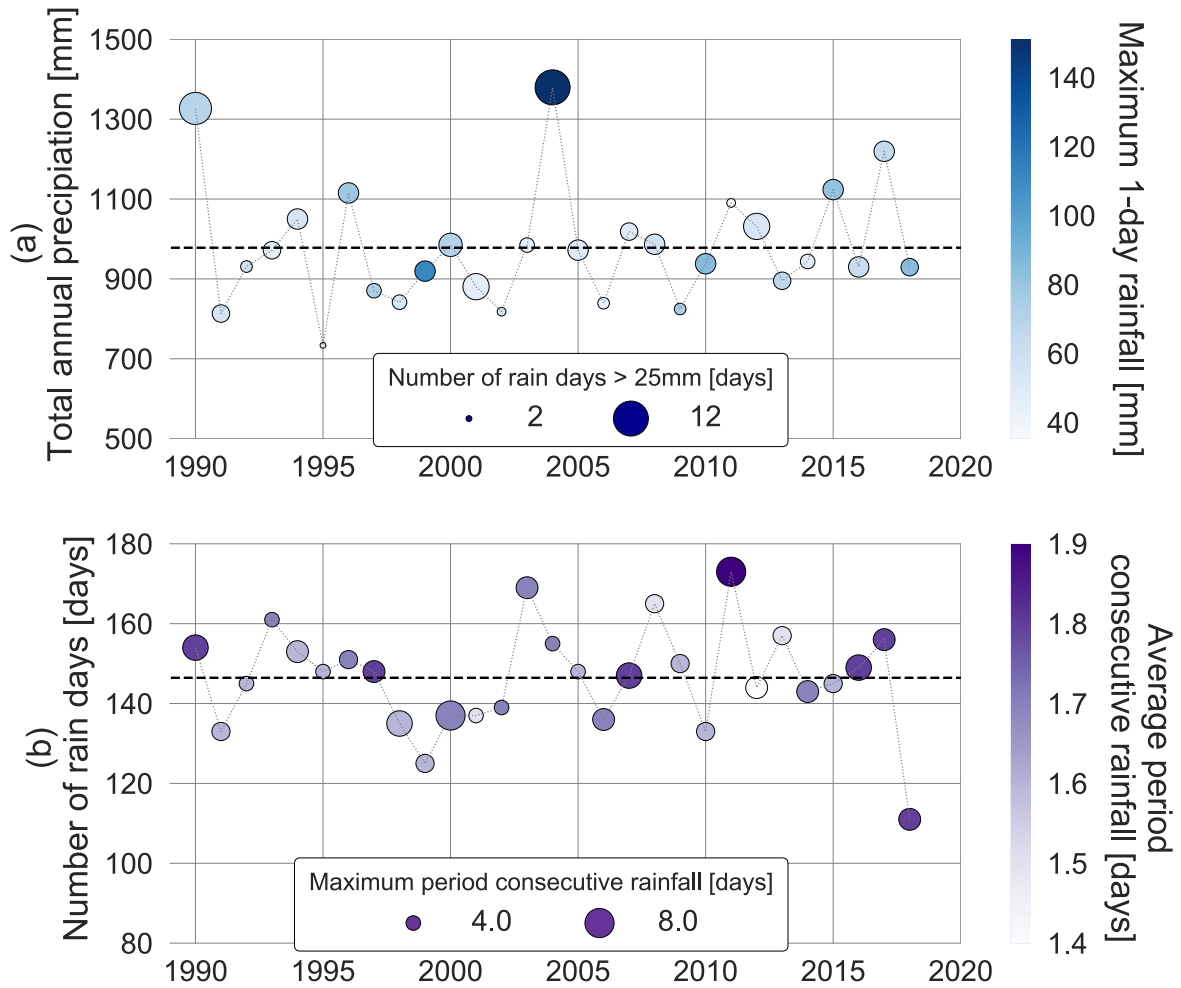 (a)
Total annual precipiation [mm]
1500
1300
1100
900
700
500
Number of rain days > 25mm [days]
2 12
1990 1995 2000 2005 2010 2015 2020
140
120
100
80
60
40
Maximum 1-day rainfall [mm]
(b)
Number of rain days [days]
180
160
140
120
100
80
Maximum period consecutive rainfall [days]
4.0 8.0
1990 1995 2000 2005 2010 2015 2020
1.9
1.8
1.7
1.6
1.5
1.4
Average period
consecutive rainfall [days]